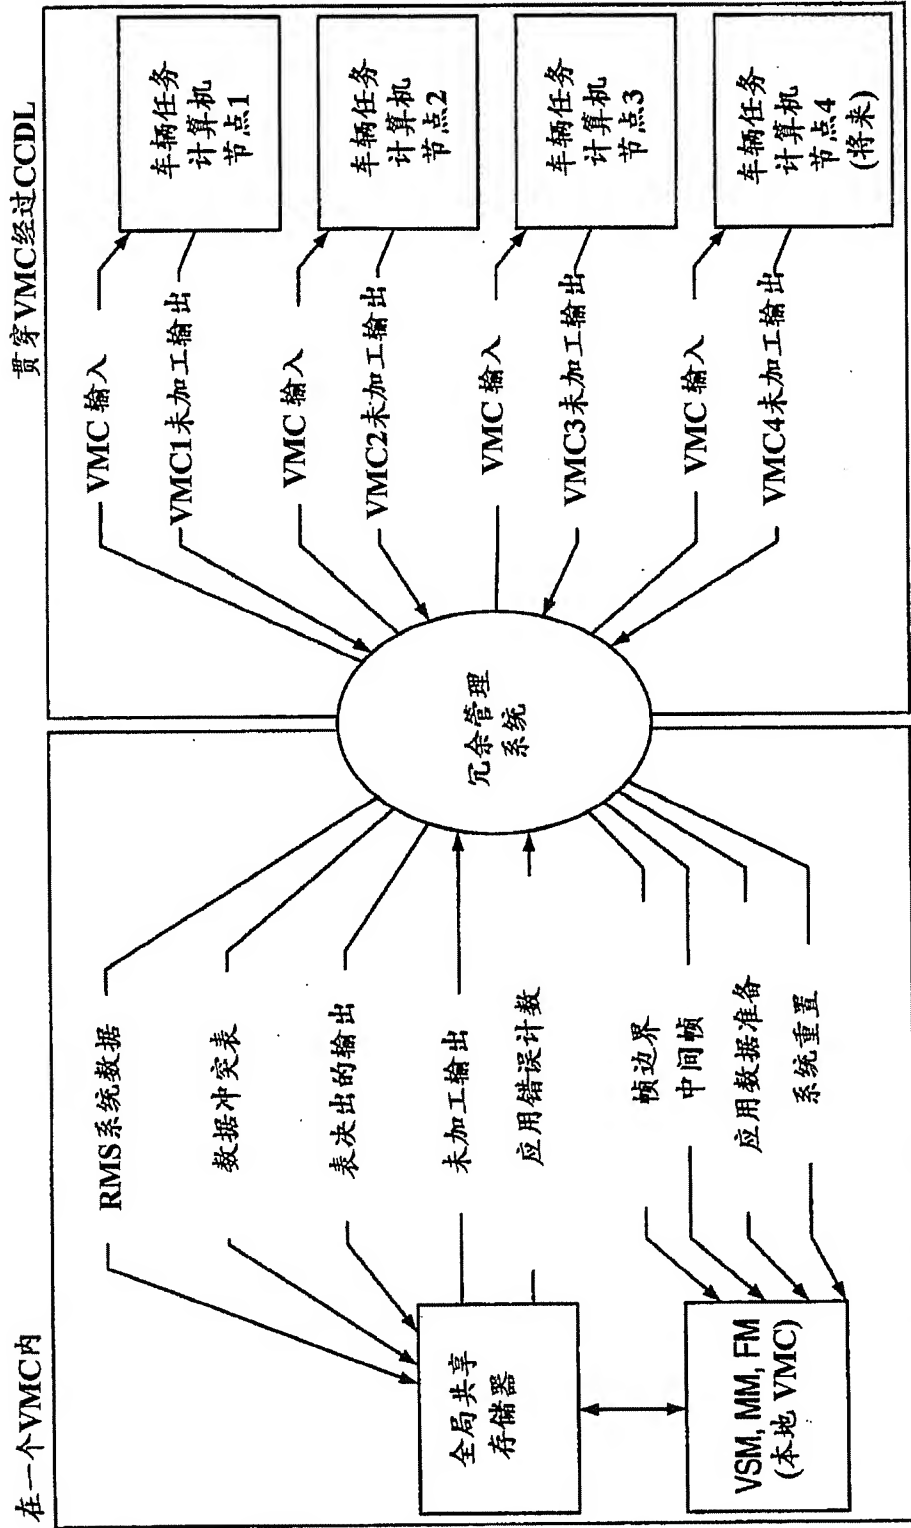 在一个VMC内
贯穿VMC经过CCDL
RMS系统数据
数据冲突表
表决出的输出
未加工输出
应用错误计数
帧边界
中间帧
应用数据准备
系统重置
全局共享
存储器
VSM, MM, FM
(本地 VMC)
冗余管理
系统
VMC 输入
VMC1未加工输出
VMC 输入
VMC2未加工输出
VMC 输入
VMC3未加工输出
VMC 输入
VMC4未加工输出
车辆任务
计算机
节点1
车辆任务
计算机
节点2
车辆任务
计算机
节点3
车辆任务
计算机
节点4
(将来)